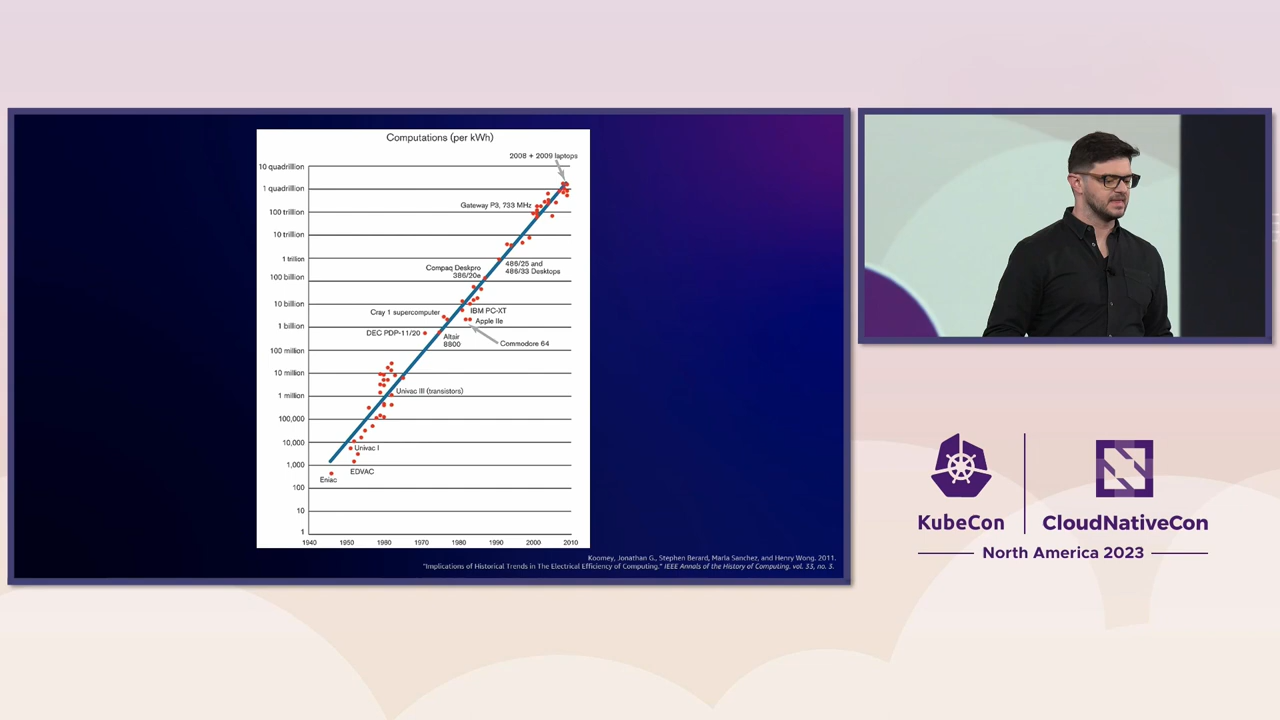 Computations (per kWh)
2008 + 2009 laptops
10 quadrillion
1 quadrillion
Gateway P3, 733 MHz
100 trillion
10 trillion
1 trillion
486/25 and
486/33 Desktops
Compaq Deskpro
386/20e
100 billion
10 billion
Cray 1 supercomputer
IBM PC-XT
Apple IIe
1 billion
DEC PDP-11/20
Altair
8800
Commodore 64
100 million
10 million
1 million
Univac III (transistors)
100,000
10,000
Univac I
1,000
EDVAC
Eniac
100
10
1
1940 1950 1960 1970 1980 1990 2000 2010
Koomey, Jonathan G., Stephen Berard, Marla Sanchez, and Henry Wong. 2011.
"Implications of Historical Trends in The Electrical Efficiency of Computing." IEEE Annals of the History of Computing. vol. 33, no. 3.
KubeCon
CloudNativeCon
North America 2023